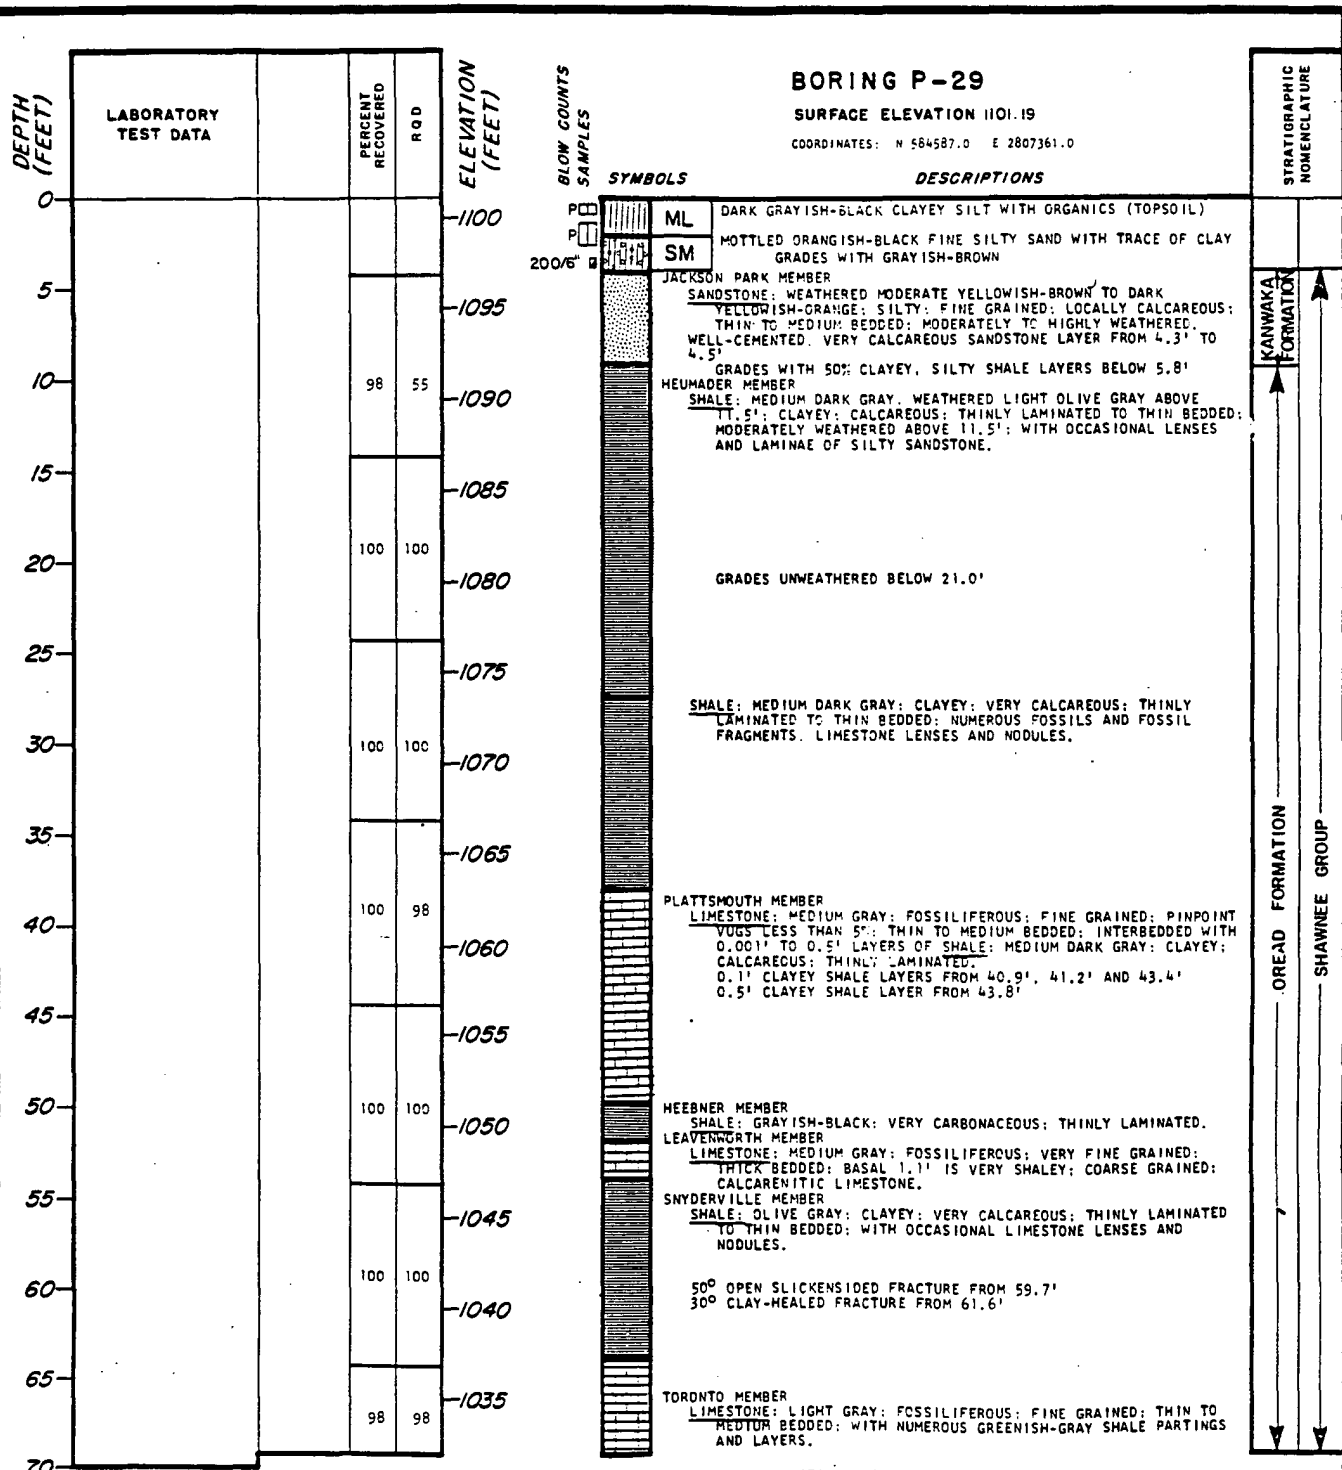 BORING P-29
SURFACE ELEVATION 1101.19
COORDINATES: N 584587.0 E 2807361.0
DEPTH (FEET)
LABORATORY TEST DATA
PERCENT RECOVERED
RQD
ELEVATION (FEET)
BLOW COUNTS
SAMPLES
SYMBOLS
DESCRIPTIONS
STRATIGRAPHIC NOMENCLATURE
0
5
10
15
20
25
30
35
40
45
50
55
60
65
70
98 55
100 100
100 100
100 98
100 100
100 100
98 98
1100
1095
1090
1085
1080
1075
1070
1065
1060
1055
1050
1045
1040
1035
P
P
200/6"
ML
SM
DARK GRAYISH-BLACK CLAYEY SILT WITH ORGANICS (TOPSOIL)
MOTTLED ORANGISH-BLACK FINE SILTY SAND WITH TRACE OF CLAY
GRADES WITH GRAYISH-BROWN
JACKSON PARK MEMBER
SANDSTONE: WEATHERED MODERATE YELLOWISH-BROWN TO DARK
YELLOWISH-ORANGE; SILTY; FINE GRAINED; LOCALLY CALCAREOUS;
THIN TO MEDIUM BEDDED; MODERATELY TO HIGHLY WEATHERED.
WELL-CEMENTED, VERY CALCAREOUS SANDSTONE LAYER FROM 4.3' TO
4.5'
GRADES WITH 50% CLAYEY, SILTY SHALE LAYERS BELOW 5.8'
HEUMADER MEMBER
SHALE: MEDIUM DARK GRAY, WEATHERED LIGHT OLIVE GRAY ABOVE
11.5'; CLAYEY; CALCAREOUS; THINLY LAMINATED TO THIN BEDDED;
MODERATELY WEATHERED ABOVE 11.5'; WITH OCCASIONAL LENSES
AND LAMINAE OF SILTY SANDSTONE.
GRADES UNWEATHERED BELOW 21.0'
SHALE: MEDIUM DARK GRAY; CLAYEY; VERY CALCAREOUS; THINLY
LAMINATED TO THIN BEDDED; NUMEROUS FOSSILS AND FOSSIL
FRAGMENTS. LIMESTONE LENSES AND NODULES.
PLATTSMOUTH MEMBER
LIMESTONE: MEDIUM GRAY; FOSSILIFEROUS; FINE GRAINED; PINPOINT
VUGS LESS THAN 5%; THIN TO MEDIUM BEDDED; INTERBEDDED WITH
0.001' TO 0.5' LAYERS OF SHALE: MEDIUM DARK GRAY; CLAYEY;
CALCAREOUS; THINLY LAMINATED.
0.1' CLAYEY SHALE LAYERS FROM 40.9', 41.2' AND 43.4'
0.5' CLAYEY SHALE LAYER FROM 43.8'
HEEBNER MEMBER
SHALE: GRAYISH-BLACK; VERY CARBONACEOUS; THINLY LAMINATED.
LEAVENWORTH MEMBER
LIMESTONE: MEDIUM GRAY; FOSSILIFEROUS; VERY FINE GRAINED;
THICK BEDDED; BASAL 1.1' IS VERY SHALEY; COARSE GRAINED;
CALCARENITIC LIMESTONE.
SNYDERVILLE MEMBER
SHALE: OLIVE GRAY; CLAYEY; VERY CALCAREOUS; THINLY LAMINATED
TO THIN BEDDED; WITH OCCASIONAL LIMESTONE LENSES AND
NODULES.
50° OPEN SLICKENSIDED FRACTURE FROM 59.7'
30° CLAY-HEALED FRACTURE FROM 61.6'
TORONTO MEMBER
LIMESTONE: LIGHT GRAY; FOSSILIFEROUS; FINE GRAINED; THIN TO
MEDIUM BEDDED; WITH NUMEROUS GREENISH-GRAY SHALE PARTINGS
AND LAYERS.
KANWAKA FORMATION
OREAD FORMATION
SHAWNEE GROUP